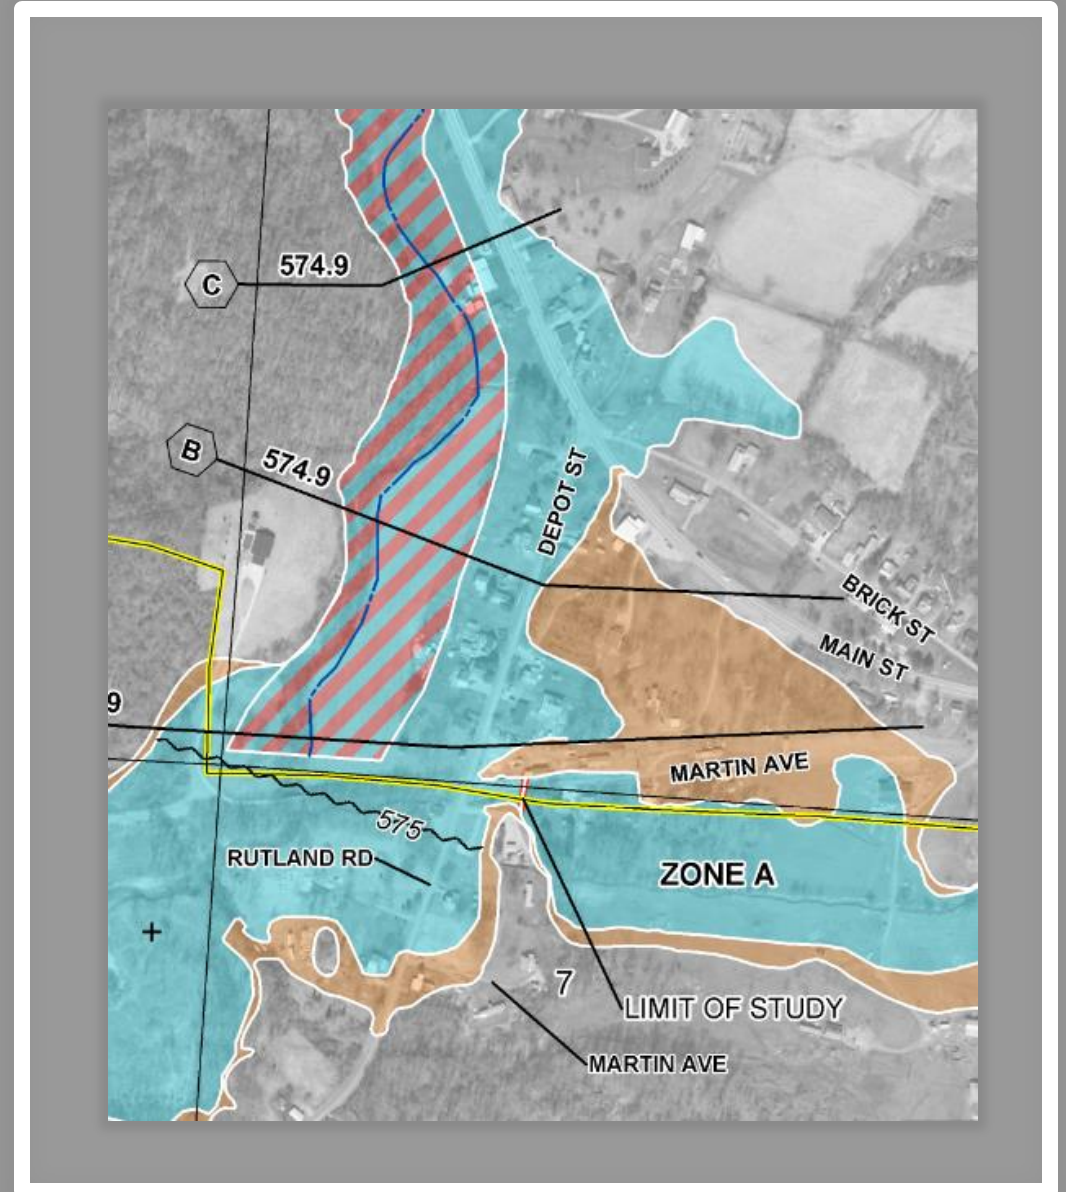 574.9
C
B
574.9
DEPOT ST
BRICK ST
MAIN ST
9
MARTIN AVE
575
RUTLAND RD
ZONE A
7
LIMIT OF STUDY
MARTIN AVE